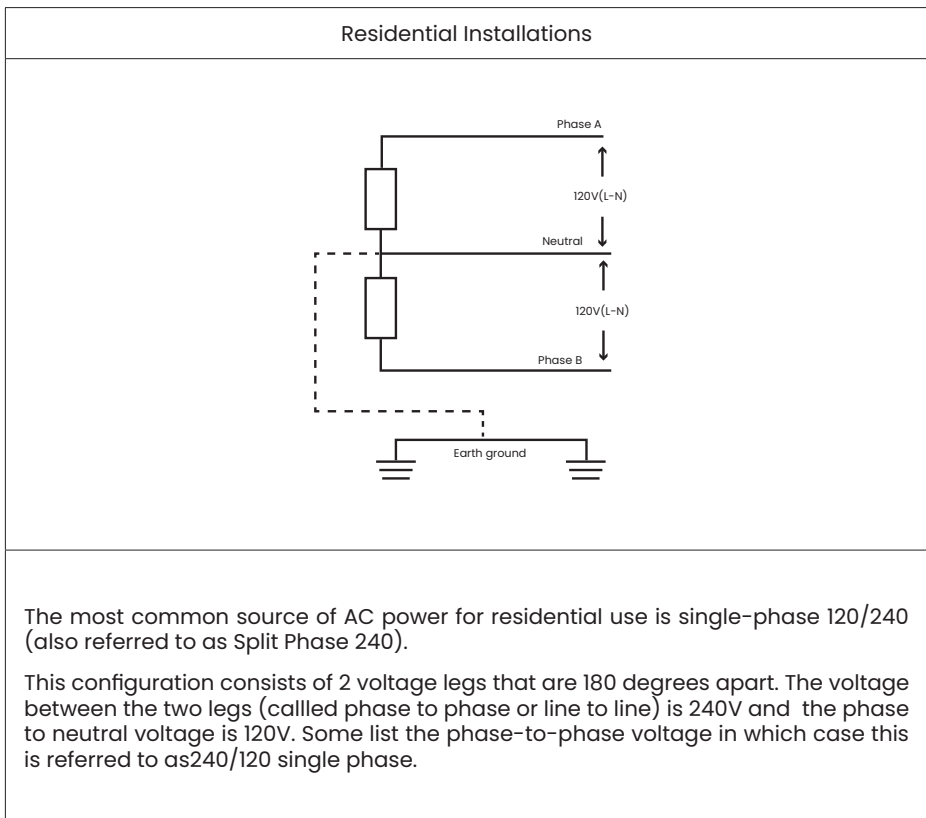 Residential Installations
Phase A
120V(L-N)
Neutral
120V(L-N)
Phase B
Earth ground
The most common source of AC power for residential use is single-phase 120/240
(also referred to as Split Phase 240).
This configuration consists of 2 voltage legs that are 180 degrees apart. The voltage
between the two legs (callled phase to phase or line to line) is 240V and the phase
to neutral voltage is 120V. Some list the phase-to-phase voltage in which case this
is referred to as240/120 single phase.